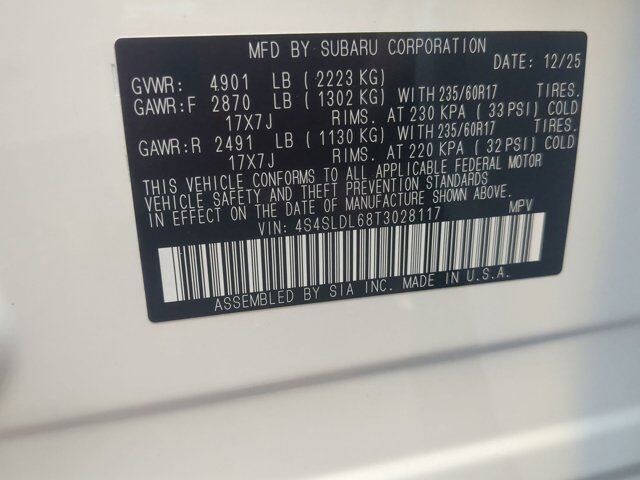 MFD BY SUBARU CORPORATION DATE: 12/25
GVWR: 4901 LB (2223 KG)
GAWR:F 2870 LB (1302 KG) WITH 235/60R17 TIRES.
17X7J RIMS. AT 230 KPA (33 PSI) COLD
GAWR:R 2491 LB (1130 KG) WITH 235/60R17 TIRES.
17X7J RIMS. AT 220 KPA (32 PSI) COLD
THIS VEHICLE CONFORMS TO ALL APPLICABLE FEDERAL MOTOR
VEHICLE SAFETY AND THEFT PREVENTION STANDARDS
IN EFFECT ON THE DATE OF MANUFACTURE SHOWN ABOVE.
VIN: 4S4SLDL68T3028117 MPV
ASSEMBLED BY SIA INC. MADE IN U.S.A.